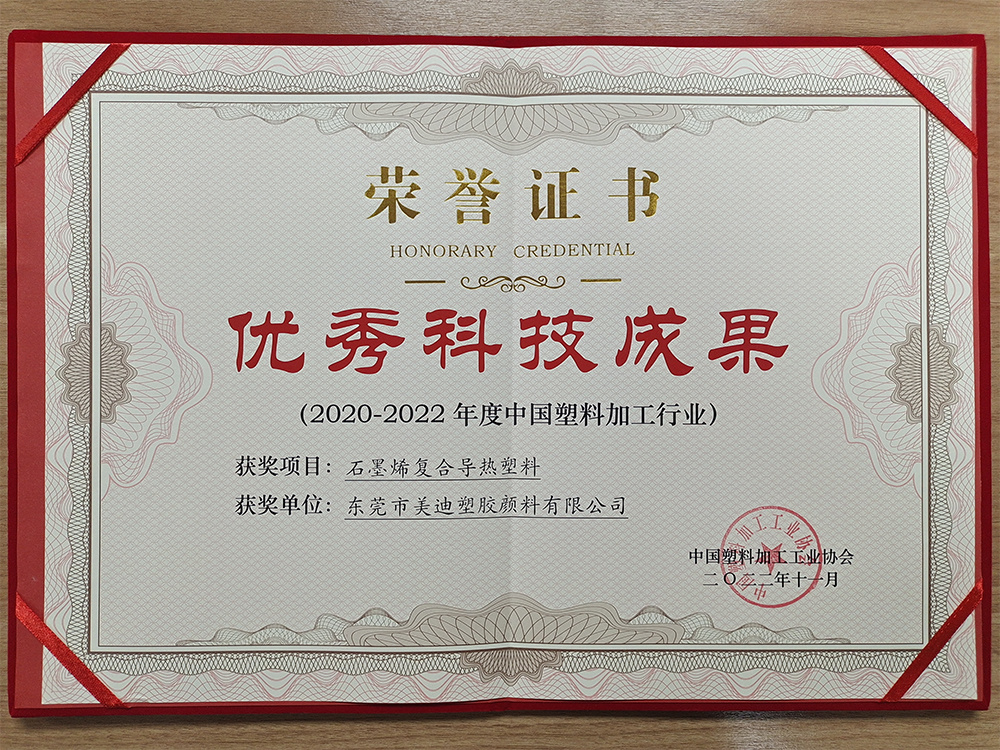 荣誉证书
HONORARY CREDENTIAL
优秀科技成果
(2020-2022 年度中国塑料加工行业)
获奖项目：石墨烯复合导热塑料
获奖单位：东莞市美迪塑胶颜料有限公司
中国塑料加工工业协会
二〇二二年十一月